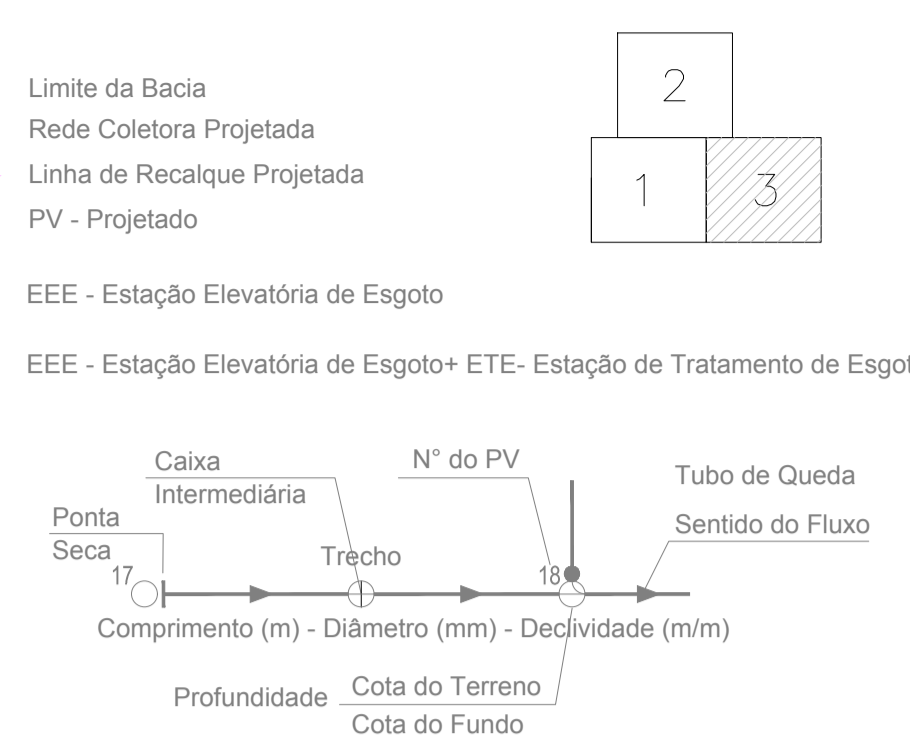 Limite da Bacia
Rede Coletora Projetada
Linha de Recalque Projetada
PV - Projetado
2
1
3
EEE - Estação Elevatória de Esgoto
EEE - Estação Elevatória de Esgoto+ ETE- Estação de Tratamento de Esgot
Caixa
Intermediária
N° do PV
Tubo de Queda
Ponta
Seca
Sentido do Fluxo
Trecho
17
18
Comprimento (m) - Diâmetro (mm) - Declividade (m/m)
Profundidade
Cota do Terreno
Cota do Fundo